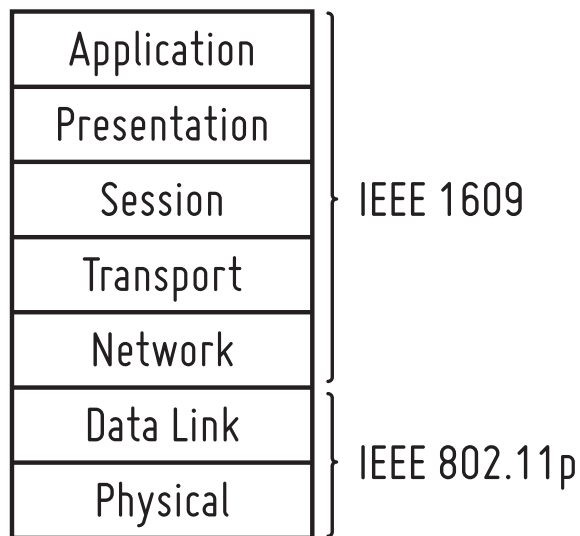 Application
Presentation
Session
Transport
Network
Data Link
Physical
IEEE 1609
IEEE 802.11p